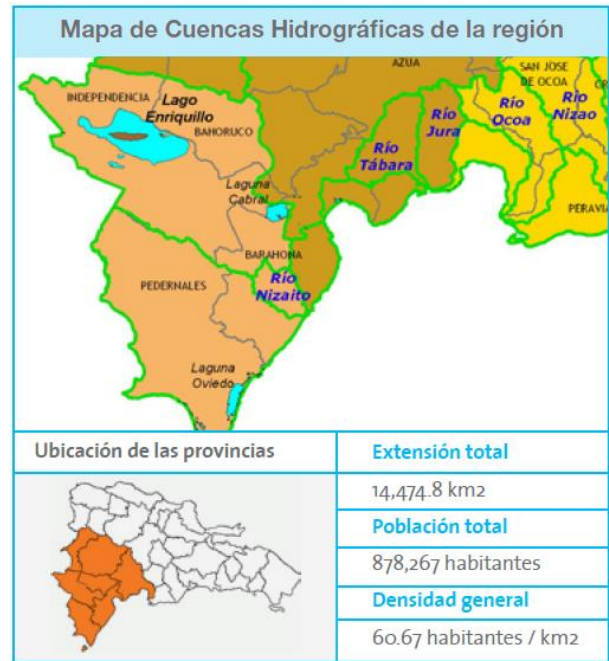 Mapa de Cuencas Hidrográficas de la región
AZUA
SAN JOSE
DE OCOA
INDEPENDENCIA
Lago
Enriquillo
BAHORUCO
Río
Jura
Río
Ocoa
Río
Nizao
Río
Tábara
Laguna
Cabral
PERAVIA
BARAHONA
PEDERNALES
Río
Nizaito
Laguna
Oviedo
Ubicación de las provincias
Extensión total
14,474.8 km2
Población total
878,267 habitantes
Densidad general
60.67 habitantes / km2